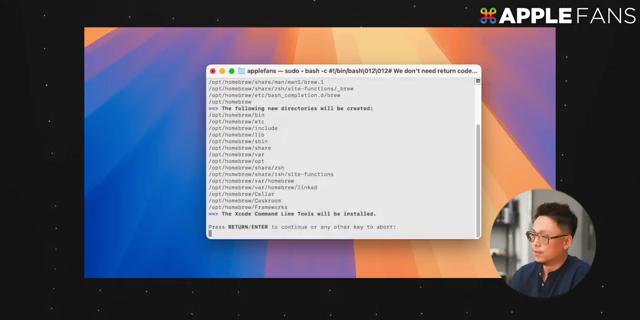 APPLEFANS
applefans — sudo • bash -c #!/bin/bash\012\012# We don't need return code...
/opt/homebrew/share/man/man1/brew.1
/opt/homebrew/share/zsh/site-functions/_brew
/opt/homebrew/etc/bash_completion.d/brew
/opt/homebrew
==> The following new directories will be created:
/opt/homebrew/bin
/opt/homebrew/etc
/opt/homebrew/include
/opt/homebrew/lib
/opt/homebrew/sbin
/opt/homebrew/share
/opt/homebrew/var
/opt/homebrew/opt
/opt/homebrew/share/zsh
/opt/homebrew/share/zsh/site-functions
/opt/homebrew/var/homebrew
/opt/homebrew/var/homebrew/linked
/opt/homebrew/Cellar
/opt/homebrew/Caskroom
/opt/homebrew/Frameworks
==> The Xcode Command Line Tools will be installed.
Press RETURN/ENTER to continue or any other key to abort: